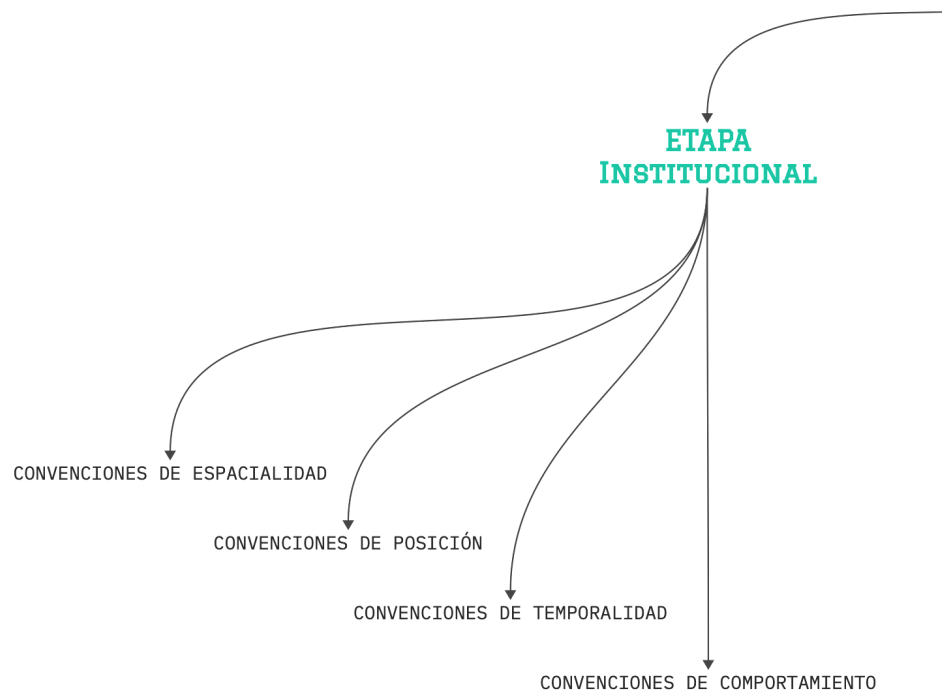 ETAPA
INSTITUCIONAL
CONVENCIONES DE ESPACIALIDAD
CONVENCIONES DE POSICIÓN
CONVENCIONES DE TEMPORALIDAD
CONVENCIONES DE COMPORTAMIENTO